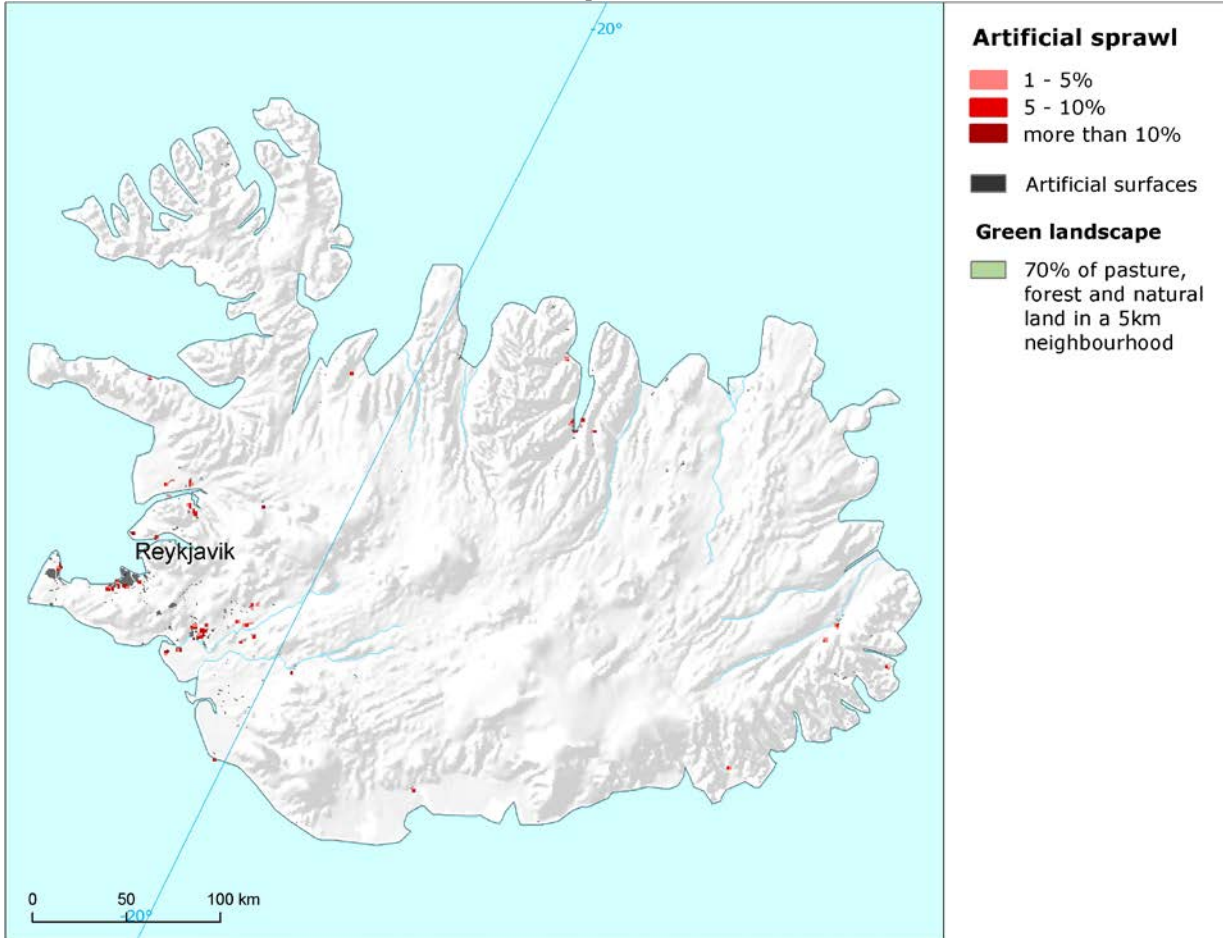 -20°
Reykjavik
0 50 100 km
-20°
Artificial sprawl
1 - 5%
5 - 10%
more than 10%
Artificial surfaces
Green landscape
70% of pasture,
forest and natural
land in a 5km
neighbourhood